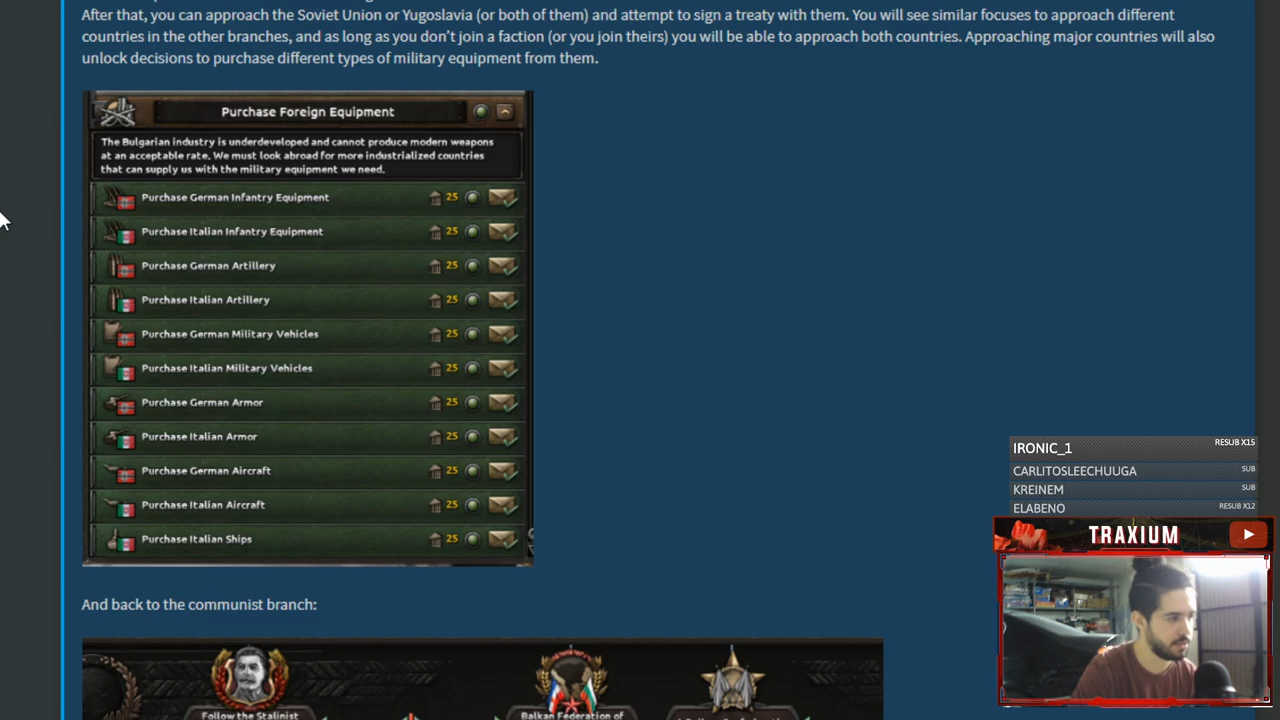 After that, you can approach the Soviet Union or Yugoslavia (or both of them) and attempt to sign a treaty with them. You will see similar focuses to approach different
countries in the other branches, and as long as you don't join a faction (or you join theirs) you will be able to approach both countries. Approaching major countries will also
unlock decisions to purchase different types of military equipment from them.
Purchase Foreign Equipment
The Bulgarian industry is underdeveloped and cannot produce modern weapons
at an acceptable rate. We must look abroad for more industrialized countries
that can supply us with the military equipment we need.
Purchase German Infantry Equipment 25
Purchase Italian Infantry Equipment 25
Purchase German Artillery 25
Purchase Italian Artillery 25
Purchase German Military Vehicles 25
Purchase Italian Military Vehicles 25
Purchase German Armor 25
Purchase Italian Armor 25
Purchase German Aircraft 25
Purchase Italian Aircraft 25
Purchase Italian Ships 25
IRONIC_1 RESUB X15
CARLITOSLEECHUUGA SUB
KREINEM SUB
ELABENO RESUB X12
TRAXIUM
And back to the communist branch:
Follow the Stalinist
Balkan Federation of